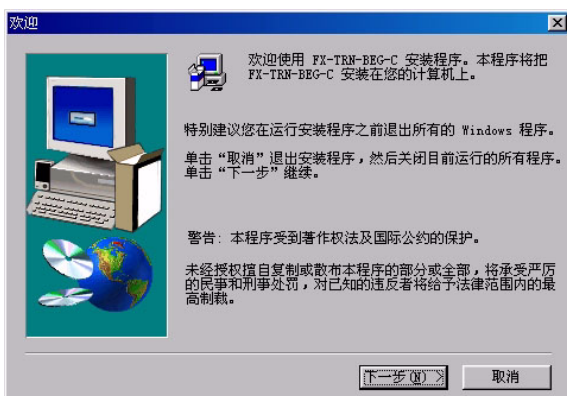 欢迎
欢迎使用 FX-TRN-BEG-C 安装程序。本程序将把
FX-TRN-BEG-C 安装在您的计算机上。
特别建议您在运行安装程序之前退出所有的 Windows 程序。
单击“取消”退出安装程序，然后关闭目前运行的所有程序。
单击“下一步”继续。
警告: 本程序受到著作权法及国际公约的保护。
未经授权擅自复制或散布本程序的部分或全部，将承受严厉
的民事和刑事处罚，对已知的违反者将给予法律范围内的最
高制裁。
下一步(N) >
取消